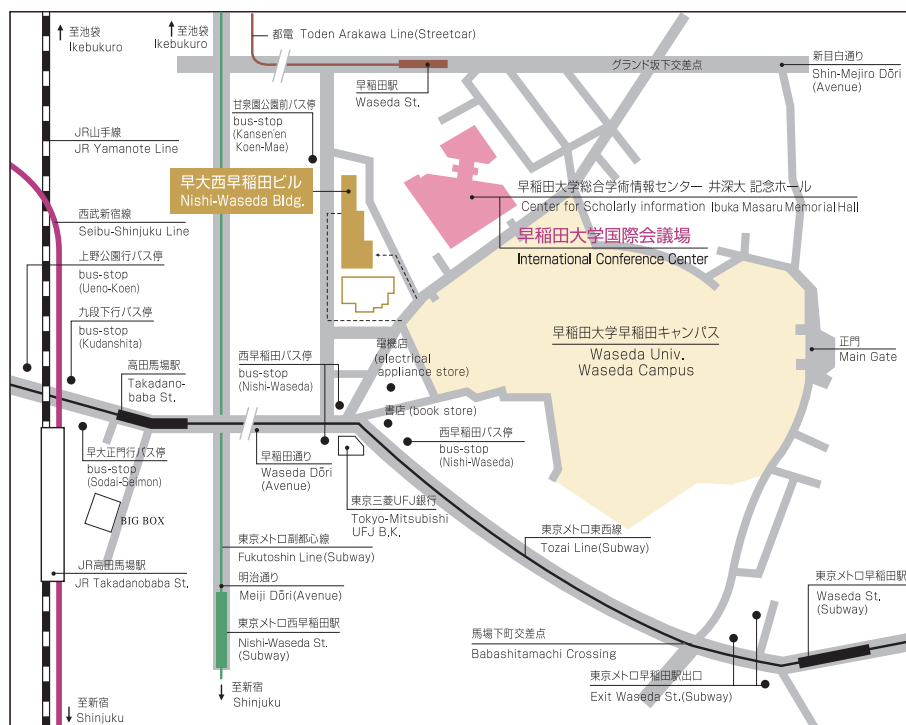 至池袋
Ikebukuro
至池袋
Ikebukuro
都電 Toden Arakawa Line(Streetcar)
グランド坂下交差点
新目白通り
Shin-Mejiro Dōri
(Avenue)
早稲田駅
Waseda St.
甘泉園公園前バス停
bus-stop
(Kansen'en
Koen-Mae)
JR山手線
JR Yamanote Line
早大西早稲田ビル
Nishi-Waseda Bldg.
早稲田大学総合学術情報センター 井深大 記念ホール
Center for Scholarly information Ibuka Masaru Memorial Hall
早稲田大学国際会議場
International Conference Center
西武新宿線
Seibu-Shinjuku Line
上野公園行バス停
bus-stop
(Ueno-Koen)
九段下行バス停
bus-stop
(Kudanshita)
高田馬場駅
Takadano-
baba St.
西早稲田バス停
bus-stop
(Nishi-Waseda)
電機店
(electrical
appliance store)
早稲田大学早稲田キャンパス
Waseda Univ.
Waseda Campus
正門
Main Gate
書店 (book store)
西早稲田バス停
bus-stop
(Nishi-Waseda)
早大正門行バス停
bus-stop
(Sodai-Seimon)
早稲田通り
Waseda Dōri
(Avenue)
東京三菱UFJ銀行
Tokyo-Mitsubishi
UFJ B.K.
BIG BOX
東京メトロ東西線
Tozai Line(Subway)
東京メトロ副都心線
Fukutoshin Line(Subway)
JR高田馬場駅
JR Takadanobaba St.
明治通り
Meiji Dōri(Avenue)
東京メトロ早稲田駅
Waseda St.
(Subway)
東京メトロ西早稲田駅
Nishi-Waseda St.
(Subway)
馬場下町交差点
Babashitamachi Crossing
東京メトロ早稲田駅出口
Exit Waseda St.(Subway)
至新宿
Shinjuku
至新宿
Shinjuku